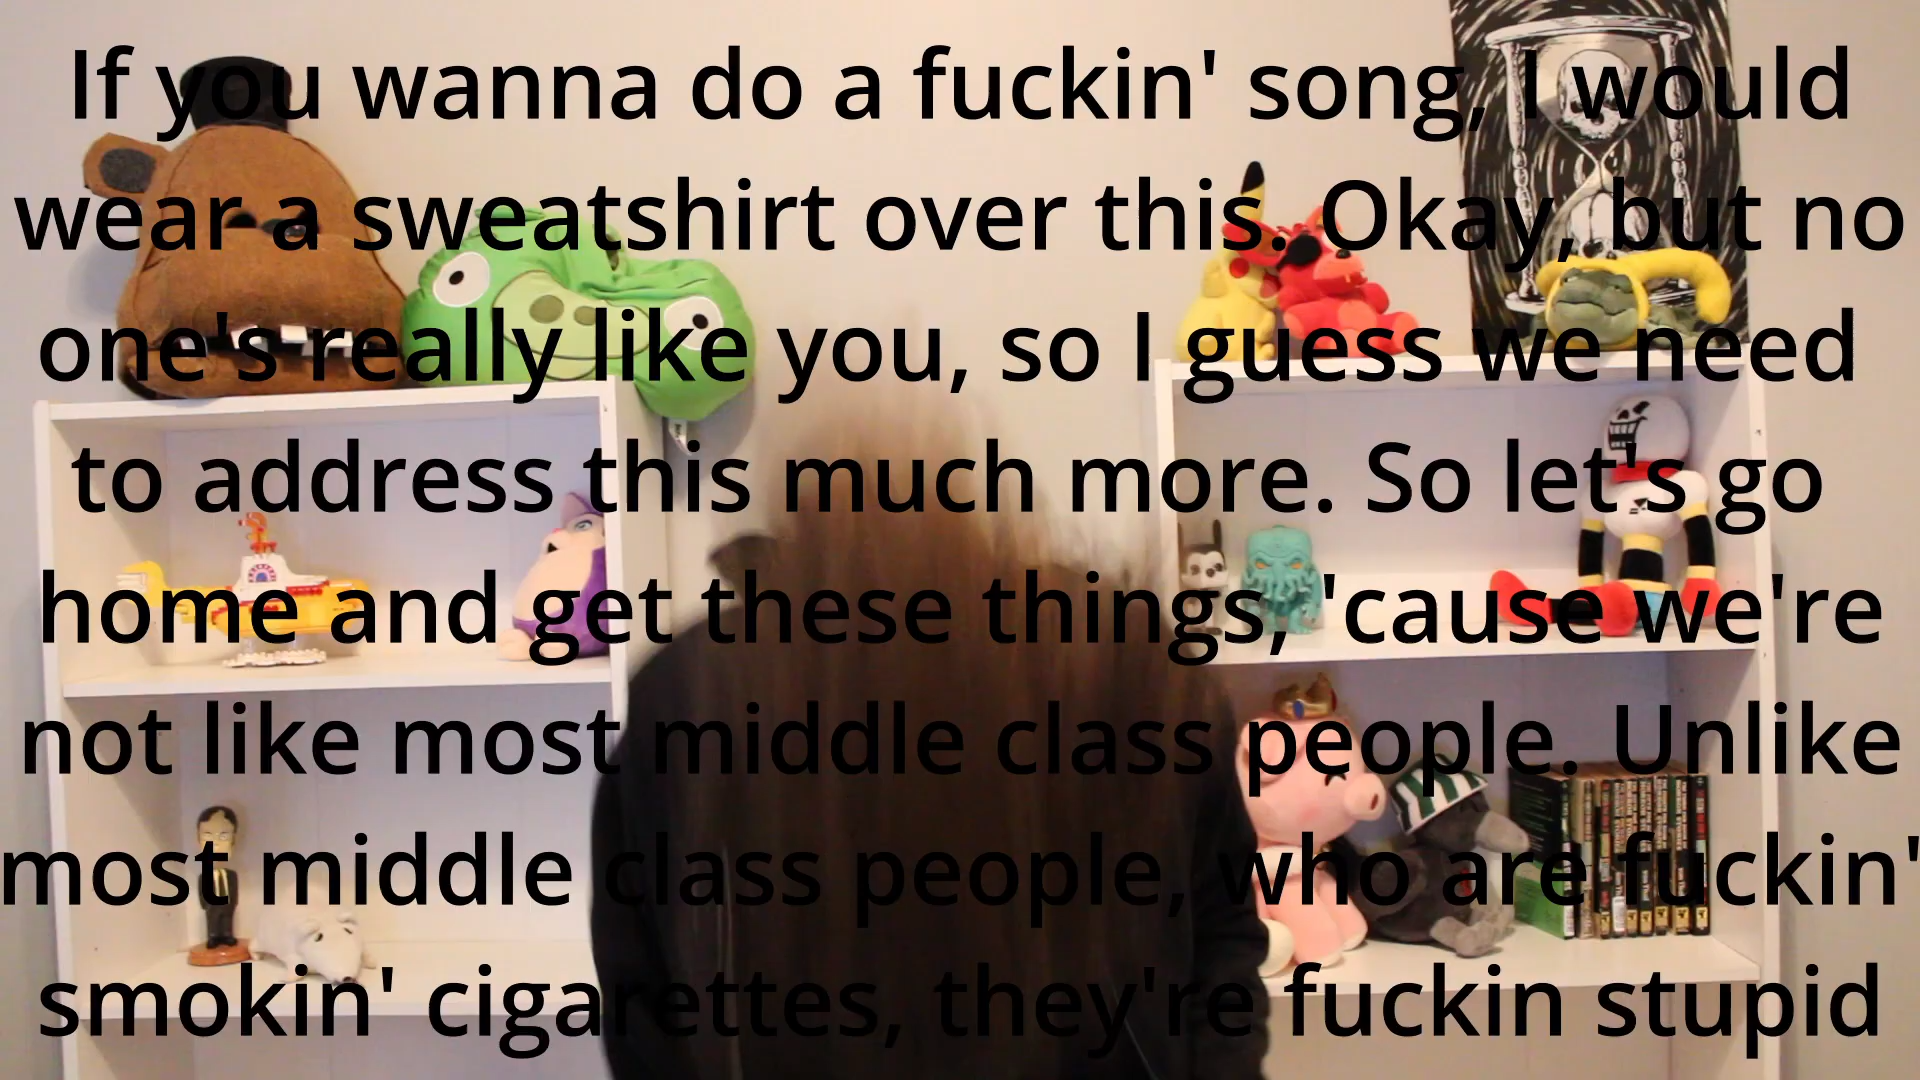 If you wanna do a fuckin' song, I would
wear a sweatshirt over this. Okay, but no
one's really like you, so I guess we need
to address this much more. So let's go
home and get these things, 'cause we're
not like most middle class people. Unlike
most middle class people, who are fuckin'
smokin' cigarettes, they're fuckin stupid